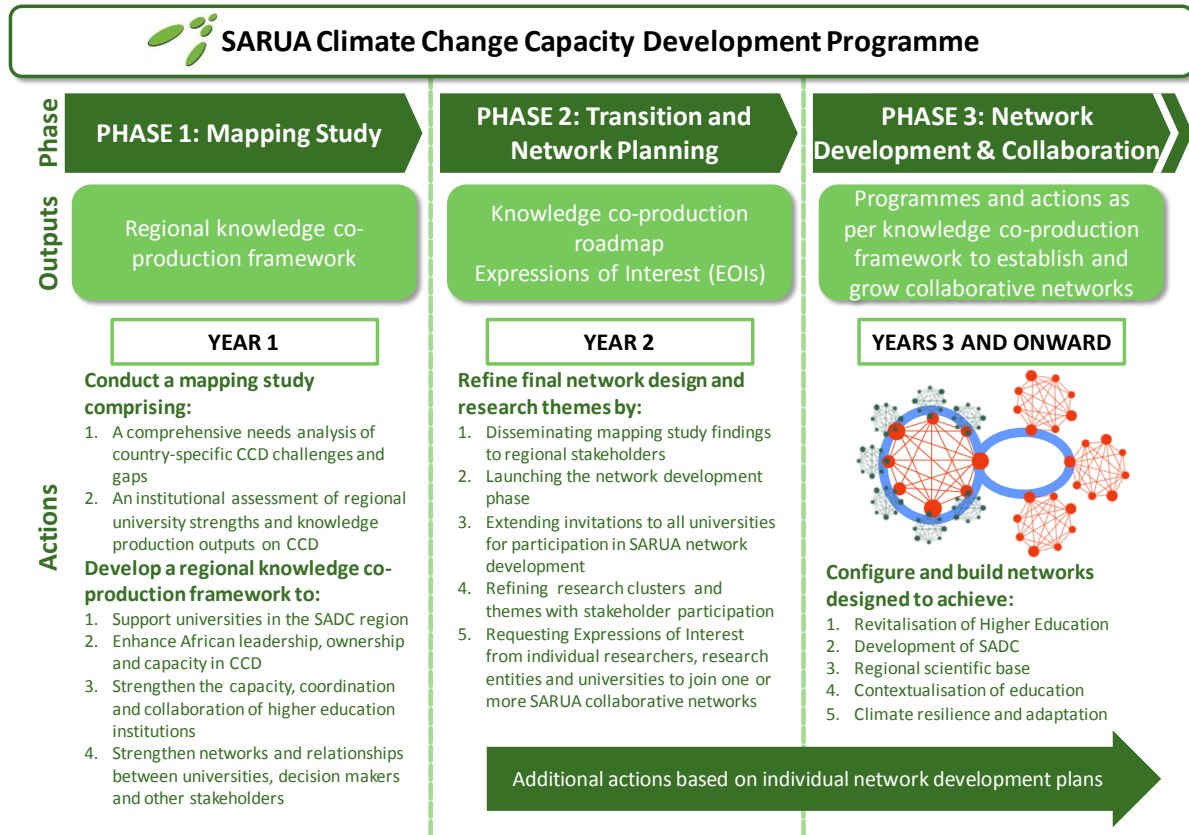 SARUA Climate Change Capacity Development Programme
Phase
PHASE 1: Mapping Study
PHASE 2: Transition and
Network Planning
PHASE 3: Network
Development & Collaboration
Outputs
Regional knowledge co-
production framework
Knowledge co-production
roadmap
Expressions of Interest (EOIs)
Programmes and actions as
per knowledge co-production
framework to establish and
grow collaborative networks
Actions
YEAR 1
Conduct a mapping study
comprising:
1. A comprehensive needs analysis of
country-specific CCD challenges and
gaps
2. An institutional assessment of regional
university strengths and knowledge
production outputs on CCD
Develop a regional knowledge co-
production framework to:
1. Support universities in the SADC region
2. Enhance African leadership, ownership
and capacity in CCD
3. Strengthen the capacity, coordination
and collaboration of higher education
institutions
4. Strengthen networks and relationships
between universities, decision makers
and other stakeholders
YEAR 2
Refine final network design and
research themes by:
1. Disseminating mapping study findings
to regional stakeholders
2. Launching the network development
phase
3. Extending invitations to all universities
for participation in SARUA network
development
4. Refining research clusters and
themes with stakeholder participation
5. Requesting Expressions of Interest
from individual researchers, research
entities and universities to join one or
more SARUA collaborative networks
YEARS 3 AND ONWARD
Configure and build networks
designed to achieve:
1. Revitalisation of Higher Education
2. Development of SADC
3. Regional scientific base
4. Contextualisation of education
5. Climate resilience and adaptation
Additional actions based on individual network development plans